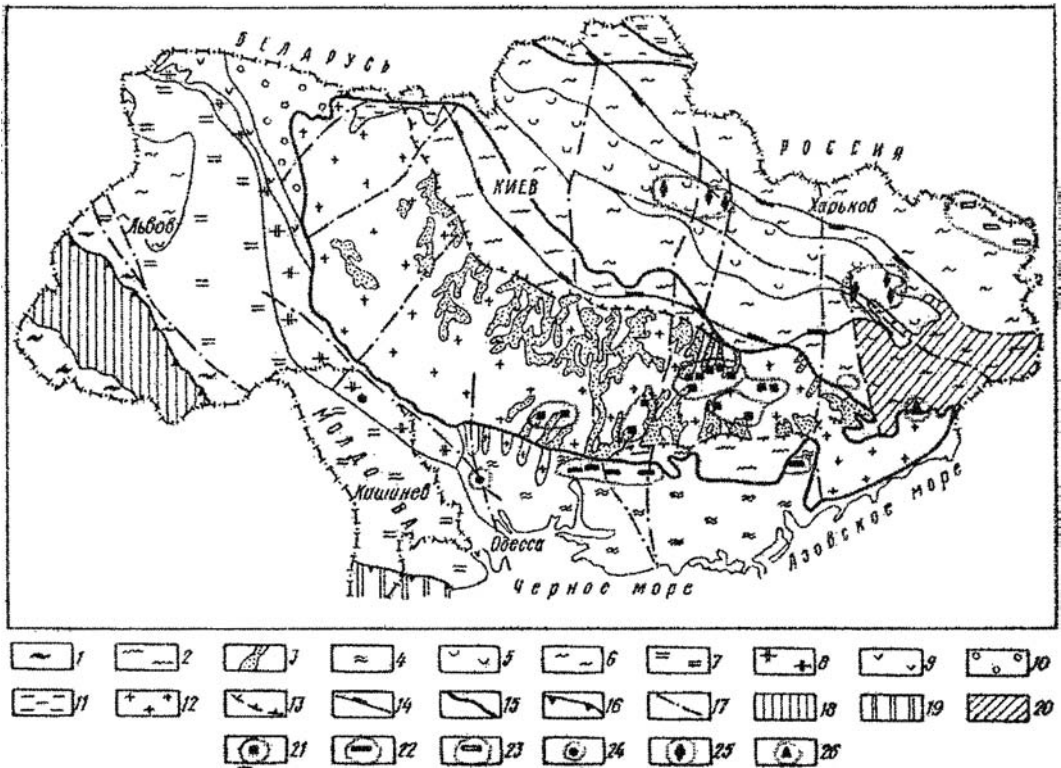 БЕЛАРУСЬ
РОССИЯ
КИЕВ
Харьков
Львов
МОЛДОВА
Кишинев
Одесса
Азовское море
Черное море
1 2 3 4 5 6 7 8 9 10
11 12 13 14 15 16 17 18 19 20
21 22 23 24 25 26